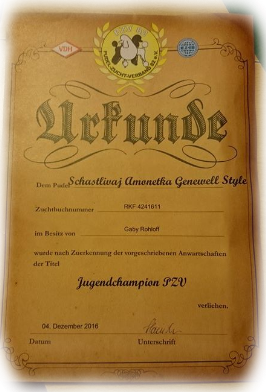 VDH
Urkunde
Dem Pudel Schastlivaj Amonetka Genewell Style
Zuchtbuchnummer RKF 4241611
im Besitz von Gaby Rohloff
wurde nach Zuerkennung der vorgeschriebenen Anwartschaften
der Titel
Jugendchampion PZV
verliehen.
04. Dezember 2016
Datum Unterschrift